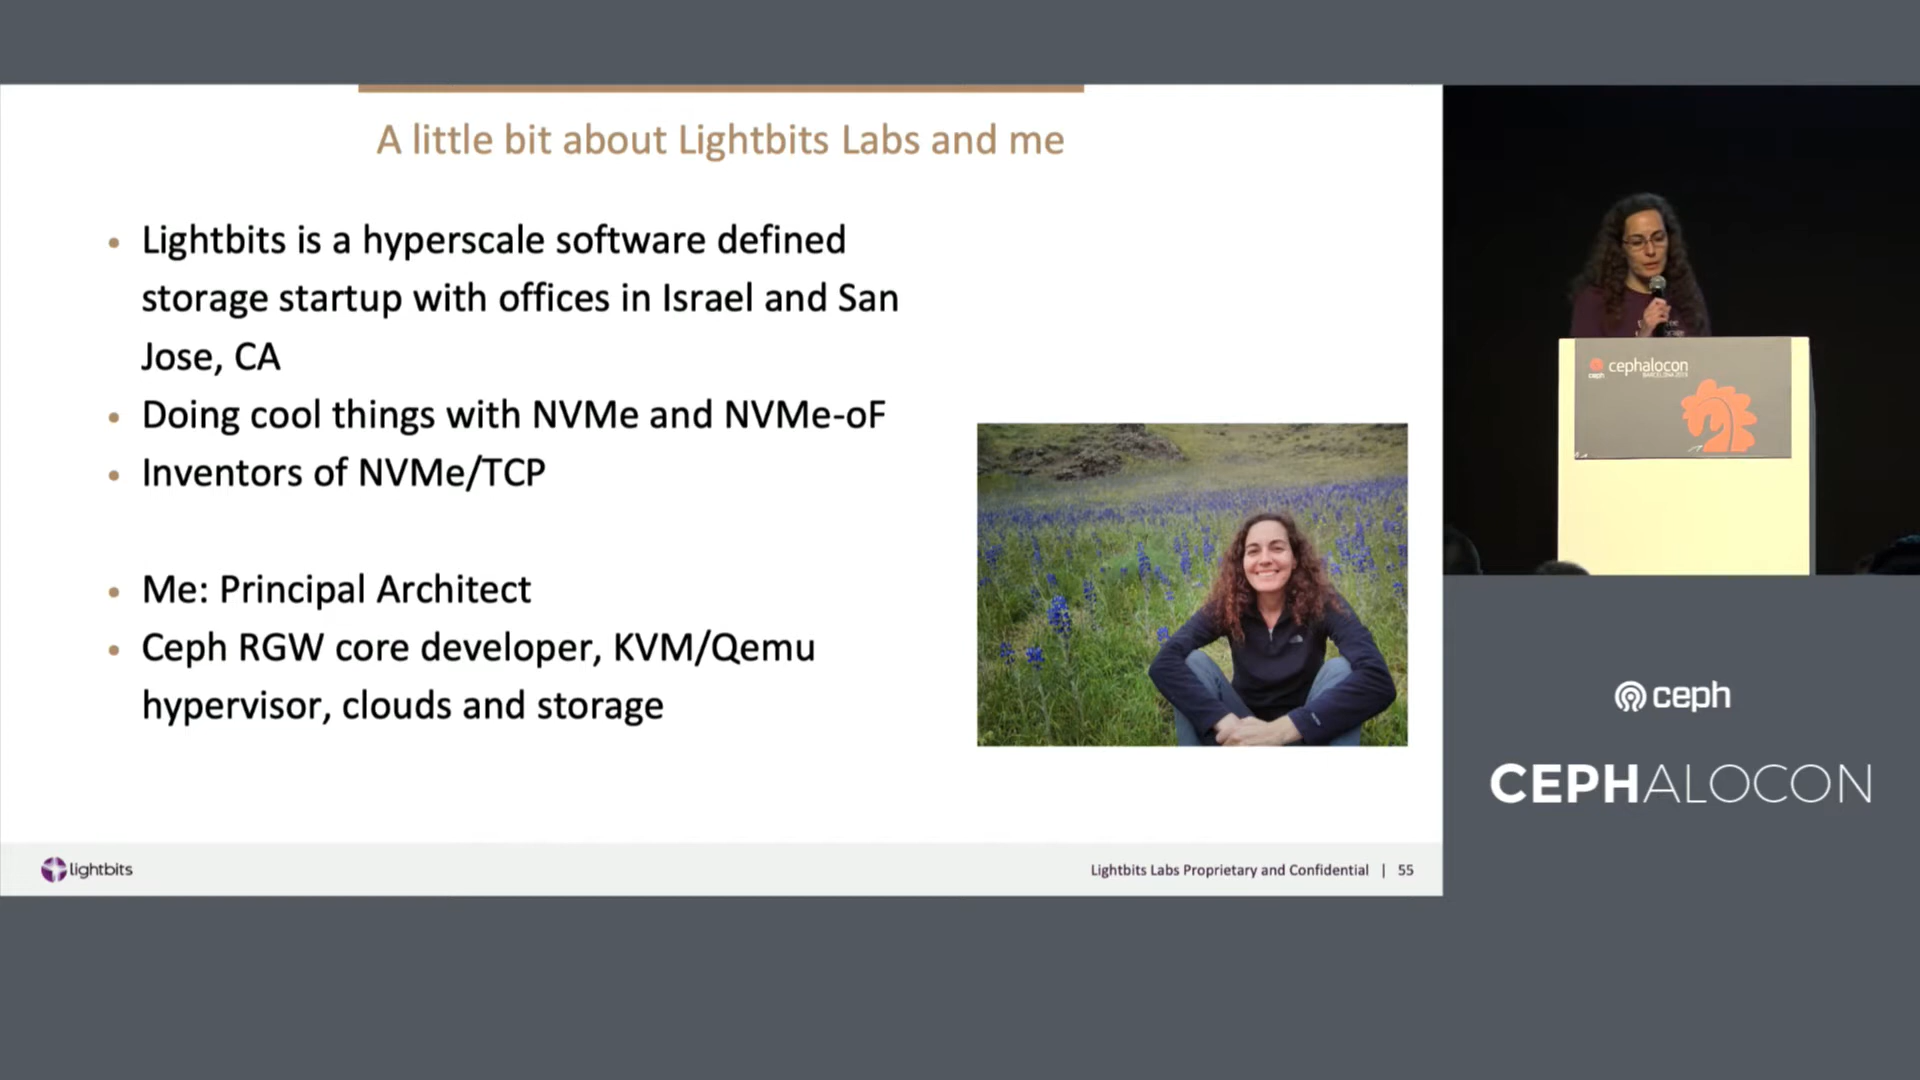 A little bit about Lightbits Labs and me
• Lightbits is a hyperscale software defined
storage startup with offices in Israel and San
Jose, CA
• Doing cool things with NVMe and NVMe-oF
• Inventors of NVMe/TCP
• Me: Principal Architect
• Ceph RGW core developer, KVM/Qemu
hypervisor, clouds and storage
lightbits
Lightbits Labs Proprietary and Confidential | 55
ceph
cephalocon
BARCELONA 2019
ceph
CEPHALOCON